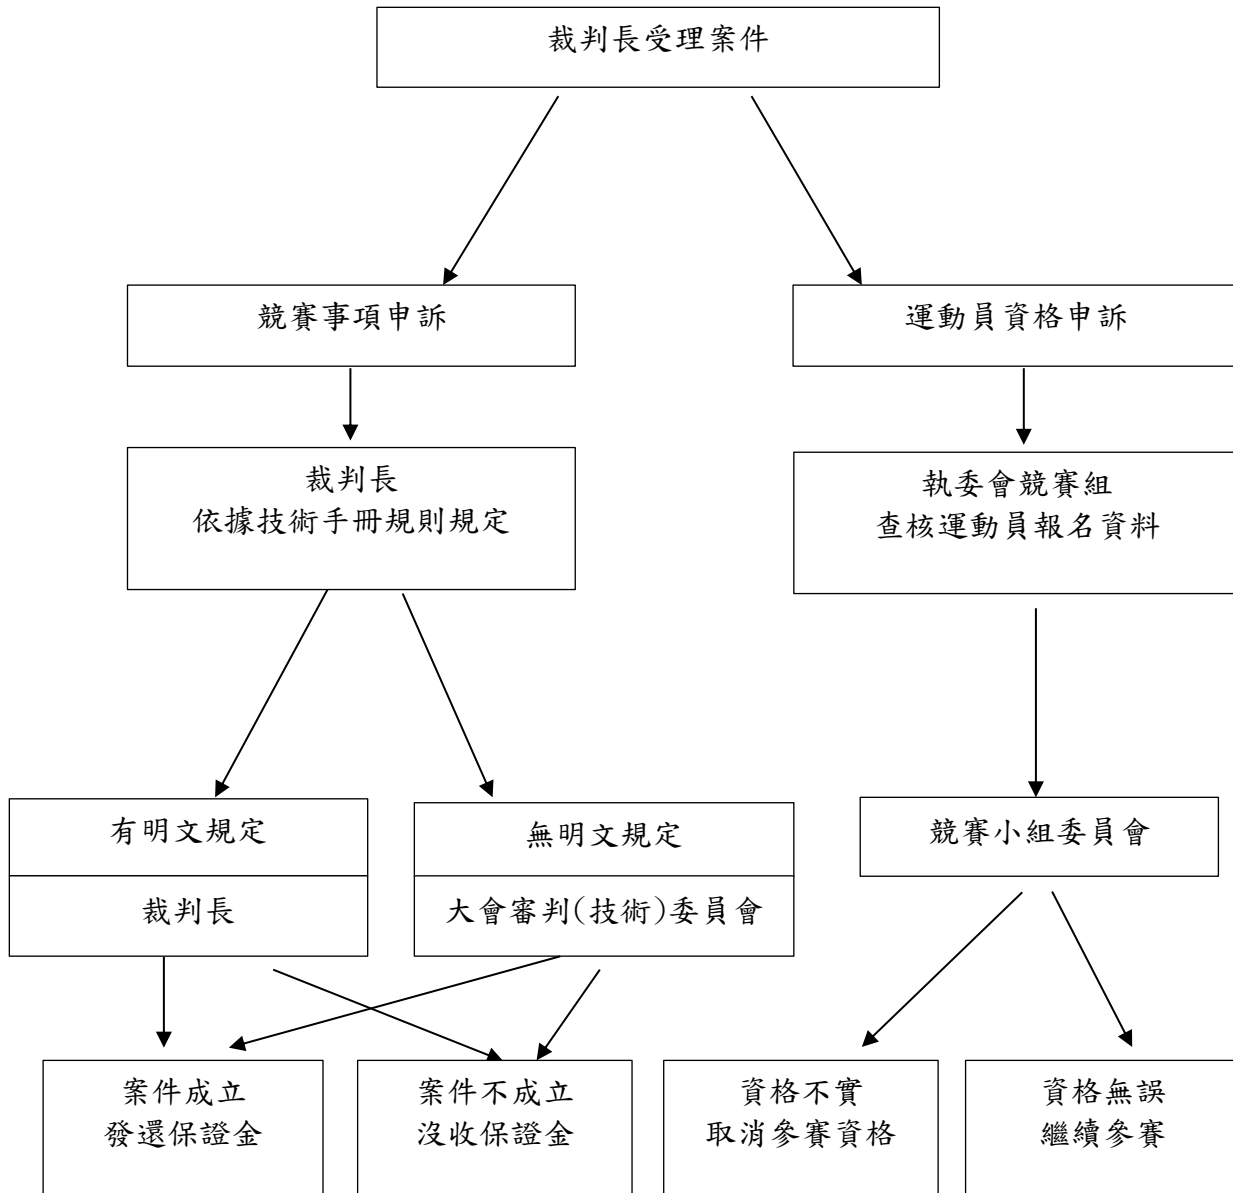 裁判長受理案件
競賽事項申訴
運動員資格申訴
裁判長
依據技術手冊規則規定
執委會競賽組
查核運動員報名資料
有明文規定
裁判長
無明文規定
大會審判(技術)委員會
競賽小組委員會
案件成立
發還保證金
案件不成立
沒收保證金
資格不實
取消參賽資格
資格無誤
繼續參賽